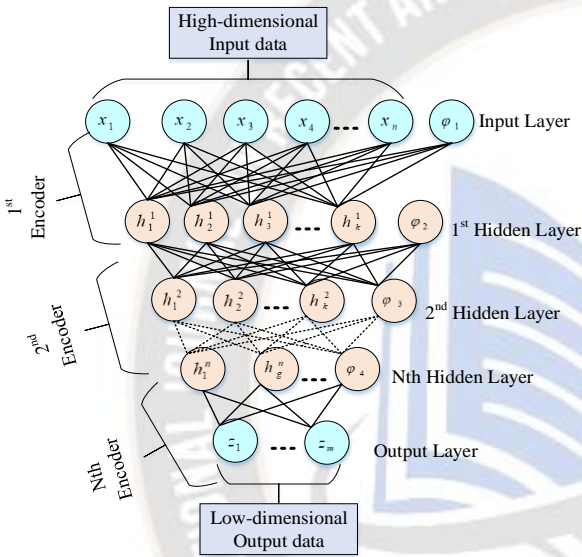 High-dimensional
Input data
x₁ x₂ x₃ x₄ ... xₙ φ₁ Input Layer
1st
Encoder
h₁¹ h₂¹ h₃¹ ... hₖ¹ φ₂ 1st Hidden Layer
2nd
Encoder
h₁² h₂² ... hₖ² φ₃ 2nd Hidden Layer
h₁ⁿ h_gⁿ ... φ₄ Nth Hidden Layer
Nth
Encoder
z₁ ... zₘ Output Layer
Low-dimensional
Output data